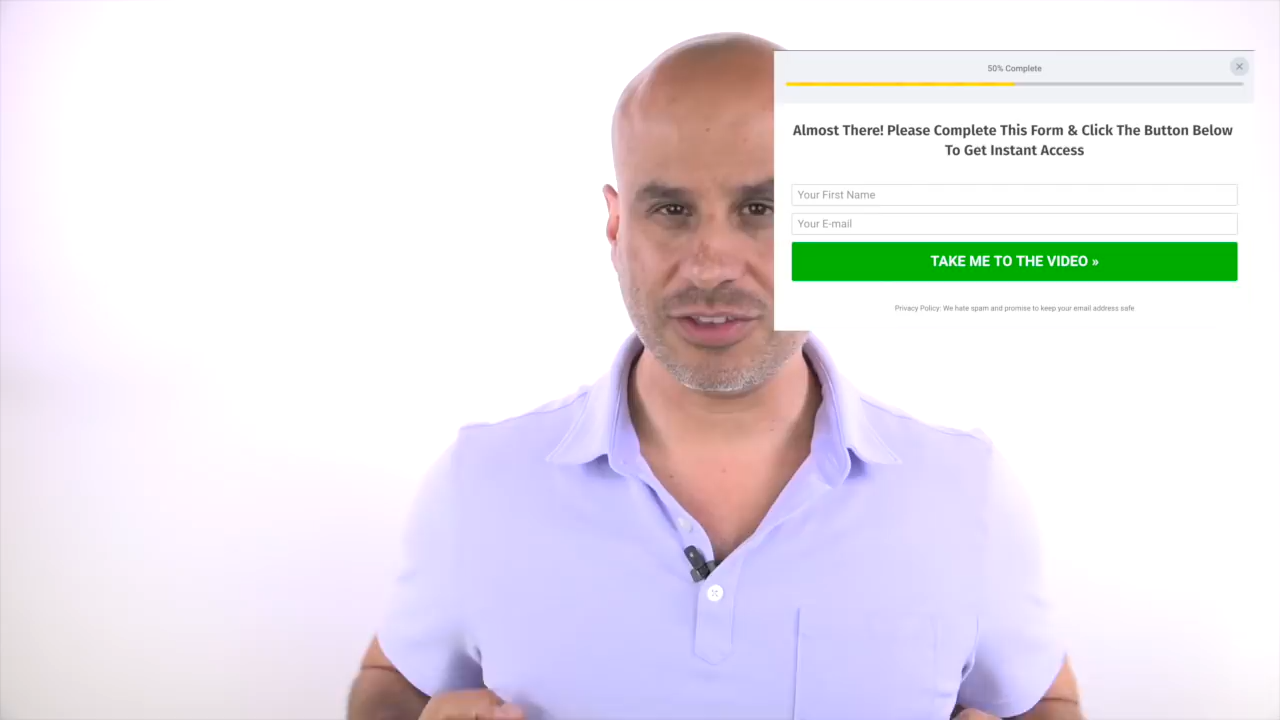 50% Complete
Almost There! Please Complete This Form & Click The Button Below
To Get Instant Access
Your First Name
Your E-mail
TAKE ME TO THE VIDEO »
Privacy Policy: We hate spam and promise to keep your email address safe